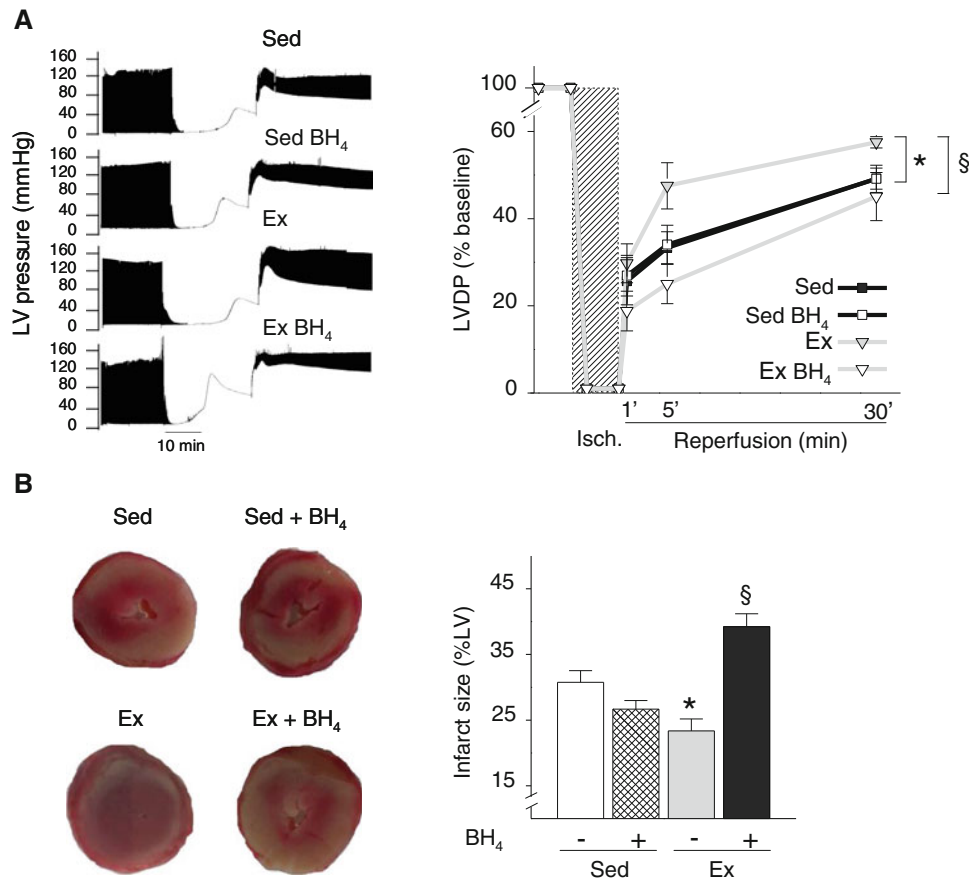 A
Sed
160
120
80
40
0
Sed BH4
160
120
80
40
0
Ex
160
120
80
40
0
Ex BH4
160
120
80
40
0
LV pressure (mmHg)
10 min
LVDP (% baseline)
100
60
40
20
0
* §
Sed
Sed BH4
Ex
Ex BH4
1' 5' 30'
Isch. Reperfusion (min)
B
Sed Sed + BH4
Ex Ex + BH4
Infarct size (%LV)
45
35
25
15
*
§
BH4 - + - +
Sed Ex